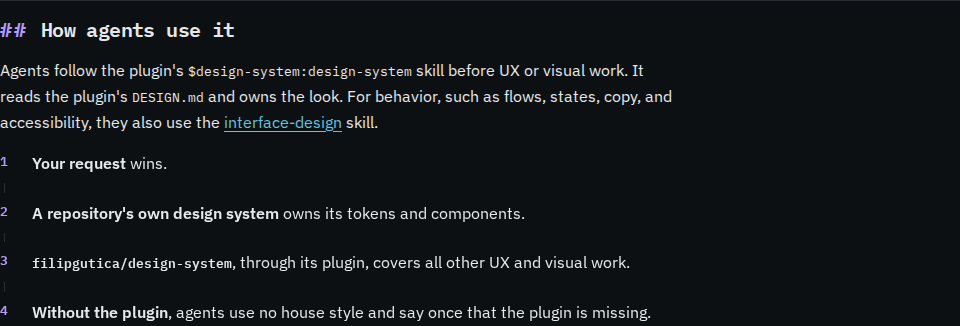 ## How agents use it
Agents follow the plugin's $design-system:design-system skill before UX or visual work. It
reads the plugin's DESIGN.md and owns the look. For behavior, such as flows, states, copy, and
accessibility, they also use the interface-design skill.
1 Your request wins.
2 A repository's own design system owns its tokens and components.
3 filipgutica/design-system, through its plugin, covers all other UX and visual work.
4 Without the plugin, agents use no house style and say once that the plugin is missing.